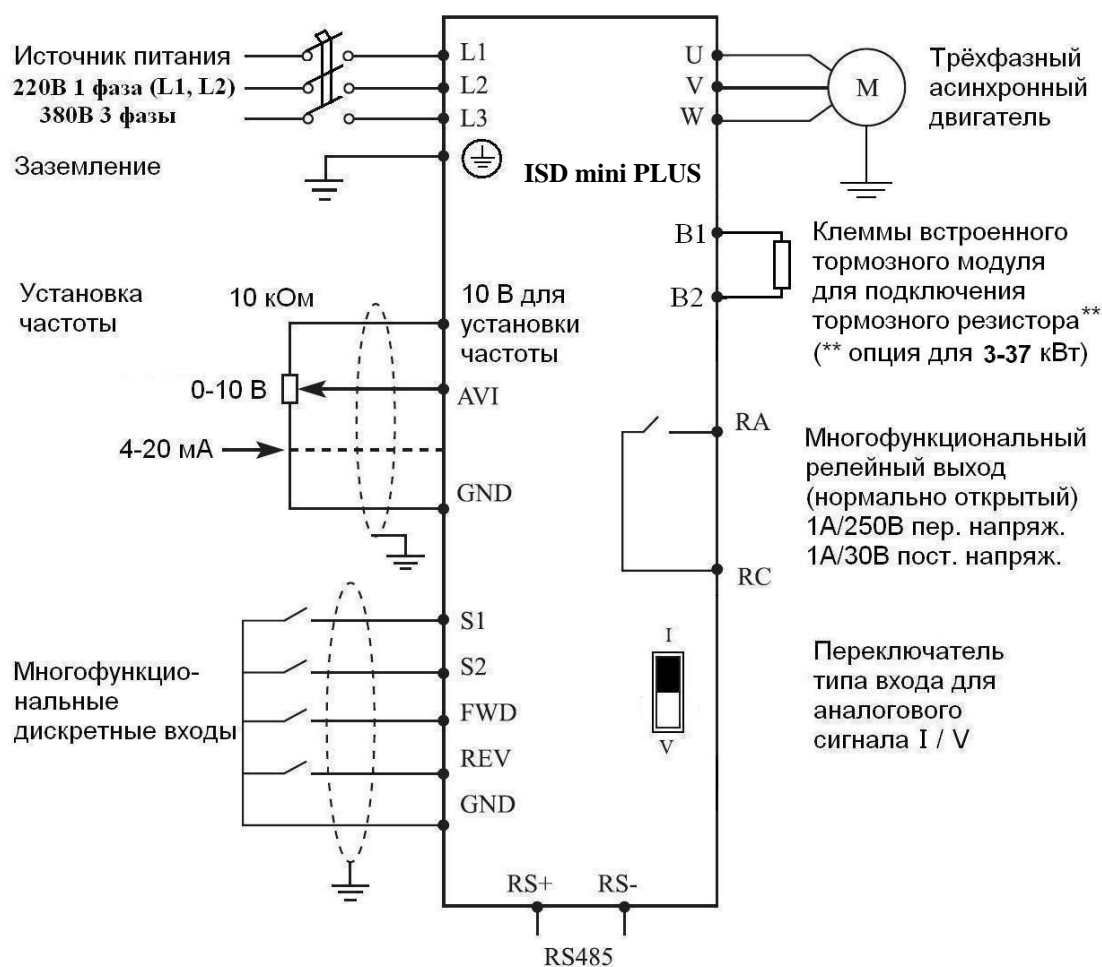 Источник питания
220В 1 фаза (L1, L2)
380В 3 фазы
Заземление
L1
L2
L3
ISD mini PLUS
U
V
W
M
Трёхфазный
асинхронный
двигатель
B1
B2
Клеммы встроенного
тормозного модуля
для подключения
тормозного резистора**
(** опция для 3-37 кВт)
Установка
частоты
10 кОм
0-10 В
4-20 мА
10 В для
установки
частоты
AVI
GND
RA
RC
Многофункциональный
релейный выход
(нормально открытый)
1А/250В пер. напряж.
1А/30В пост. напряж.
Многофункцио-
нальные
дискретные входы
S1
S2
FWD
REV
GND
I
V
Переключатель
типа входа для
аналогового
сигнала I / V
RS+
RS-
RS485